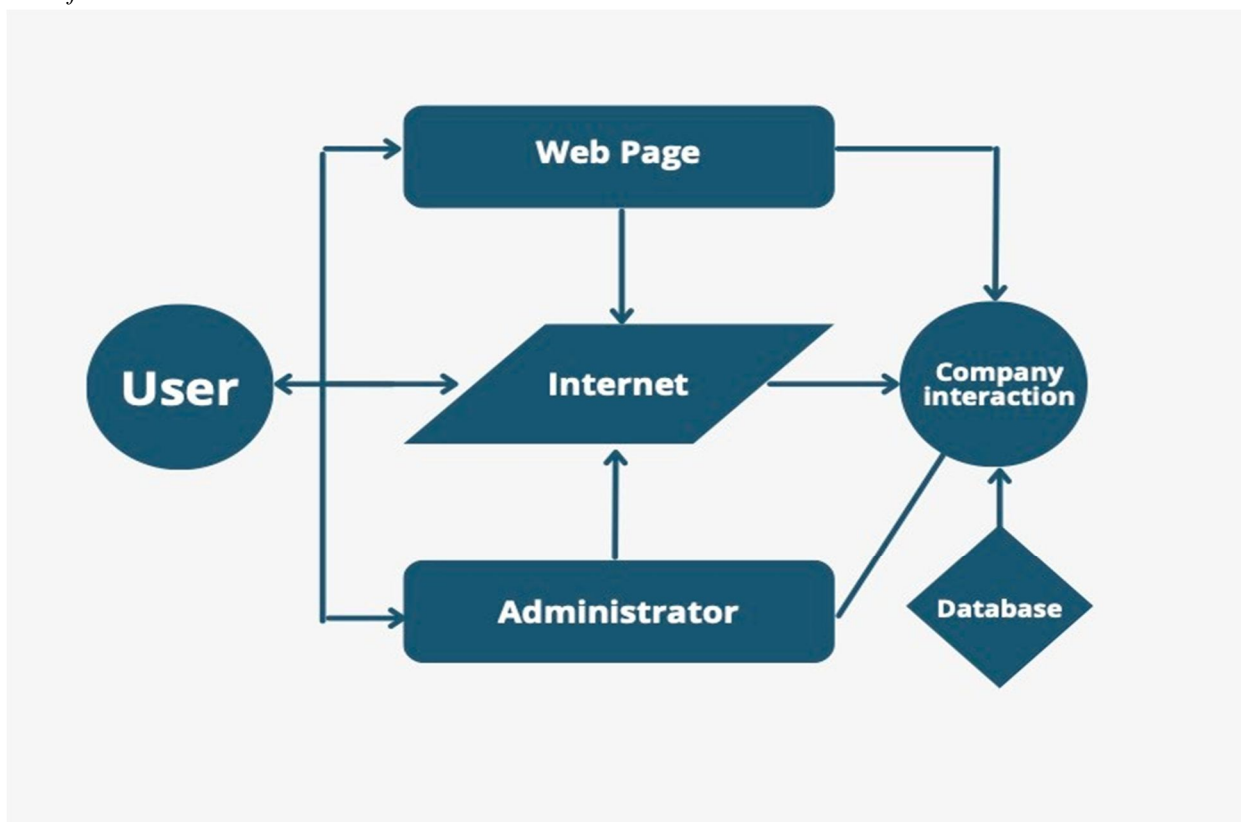 Web Page
User
Internet
Company
interaction
Administrator
Database